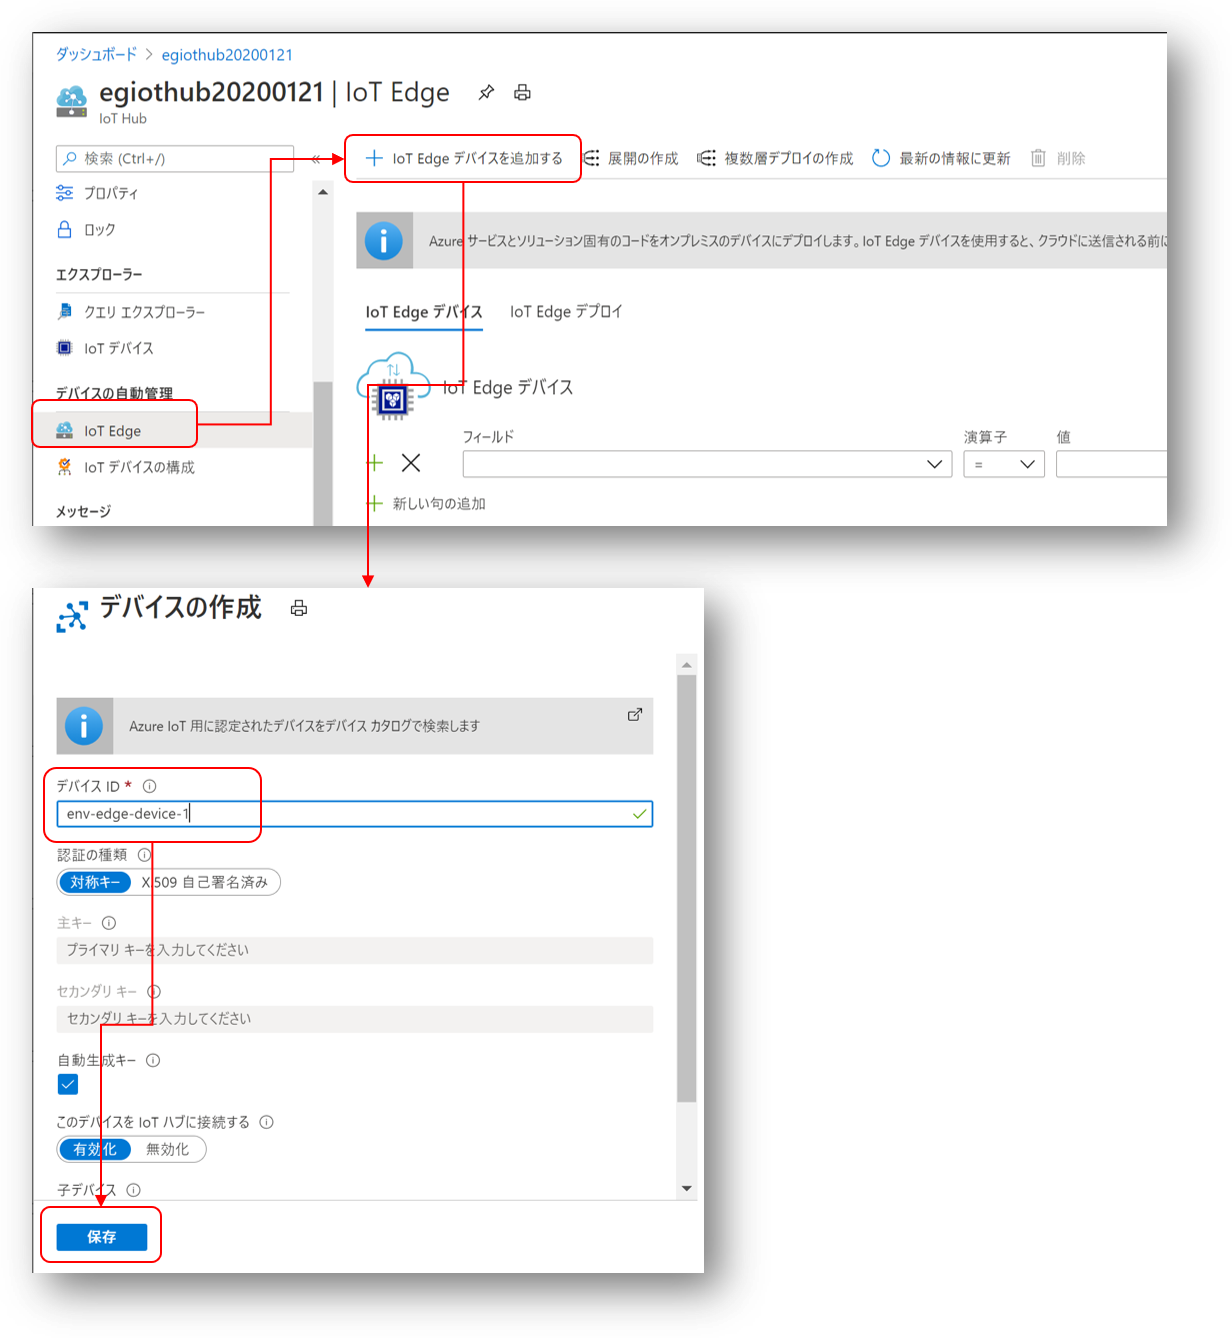 ダッシュボード > egiothub20200121
egiothub20200121 | IoT Edge
IoT Hub
検索 (Ctrl+/)
«
IoT Edge デバイスを追加する
展開の作成
複数層デプロイの作成
最新の情報に更新
削除
プロパティ
ロック
エクスプローラー
クエリ エクスプローラー
IoT デバイス
デバイスの自動管理
IoT Edge
IoT デバイスの構成
メッセージ
Azure サービスとソリューション固有のコードをオンプレミスのデバイスにデプロイします。IoT Edge デバイスを使用すると、クラウドに送信される前に
IoT Edge デバイス
IoT Edge デプロイ
IoT Edge デバイス
フィールド
演算子
値
=
新しい句の追加
デバイスの作成
Azure IoT 用に認定されたデバイスをデバイス カタログで検索します
デバイス ID *
env-edge-device-1
認証の種類
対称キー
X.509 自己署名済み
主キー
プライマリ キーを入力してください
セカンダリ キー
セカンダリ キーを入力してください
自動生成キー
このデバイスを IoT ハブに接続する
有効化
無効化
子デバイス
保存